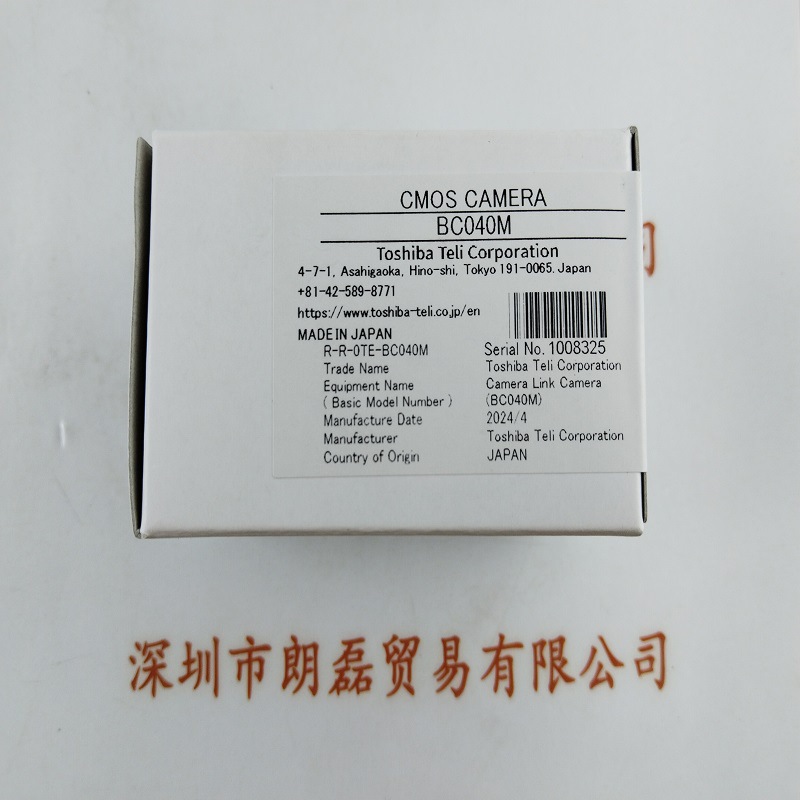 CMOS CAMERA
BC040M
Toshiba Teli Corporation
4-7-1, Asahigaoka, Hino-shi, Tokyo 191-0065. Japan
+81-42-589-8771
https://www.toshiba-teli.co.jp/en
MADE IN JAPAN
R-R-0TE-BC040M Serial No. 1008325
Trade Name Toshiba Teli Corporation
Equipment Name Camera Link Camera
( Basic Model Number ) (BC040M)
Manufacture Date 2024/4
Manufacturer Toshiba Teli Corporation
Country of Origin JAPAN
司
深圳市朗磊贸易有限公司